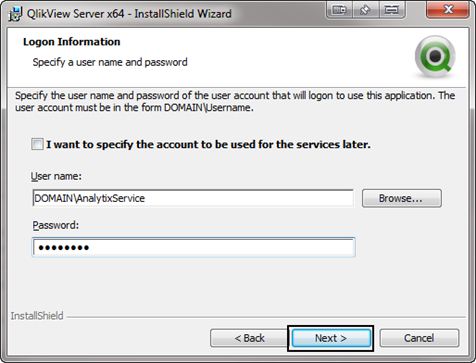 QlikView Server x64 - InstallShield Wizard
Logon Information
Specify a user name and password
Specify the user name and password of the user account that will logon to use this application. The
user account must be in the form DOMAIN\Username.
I want to specify the account to be used for the services later.
User name:
DOMAIN\AnalytixService
Browse...
Password:
••••••••
InstallShield
< Back
Next >
Cancel